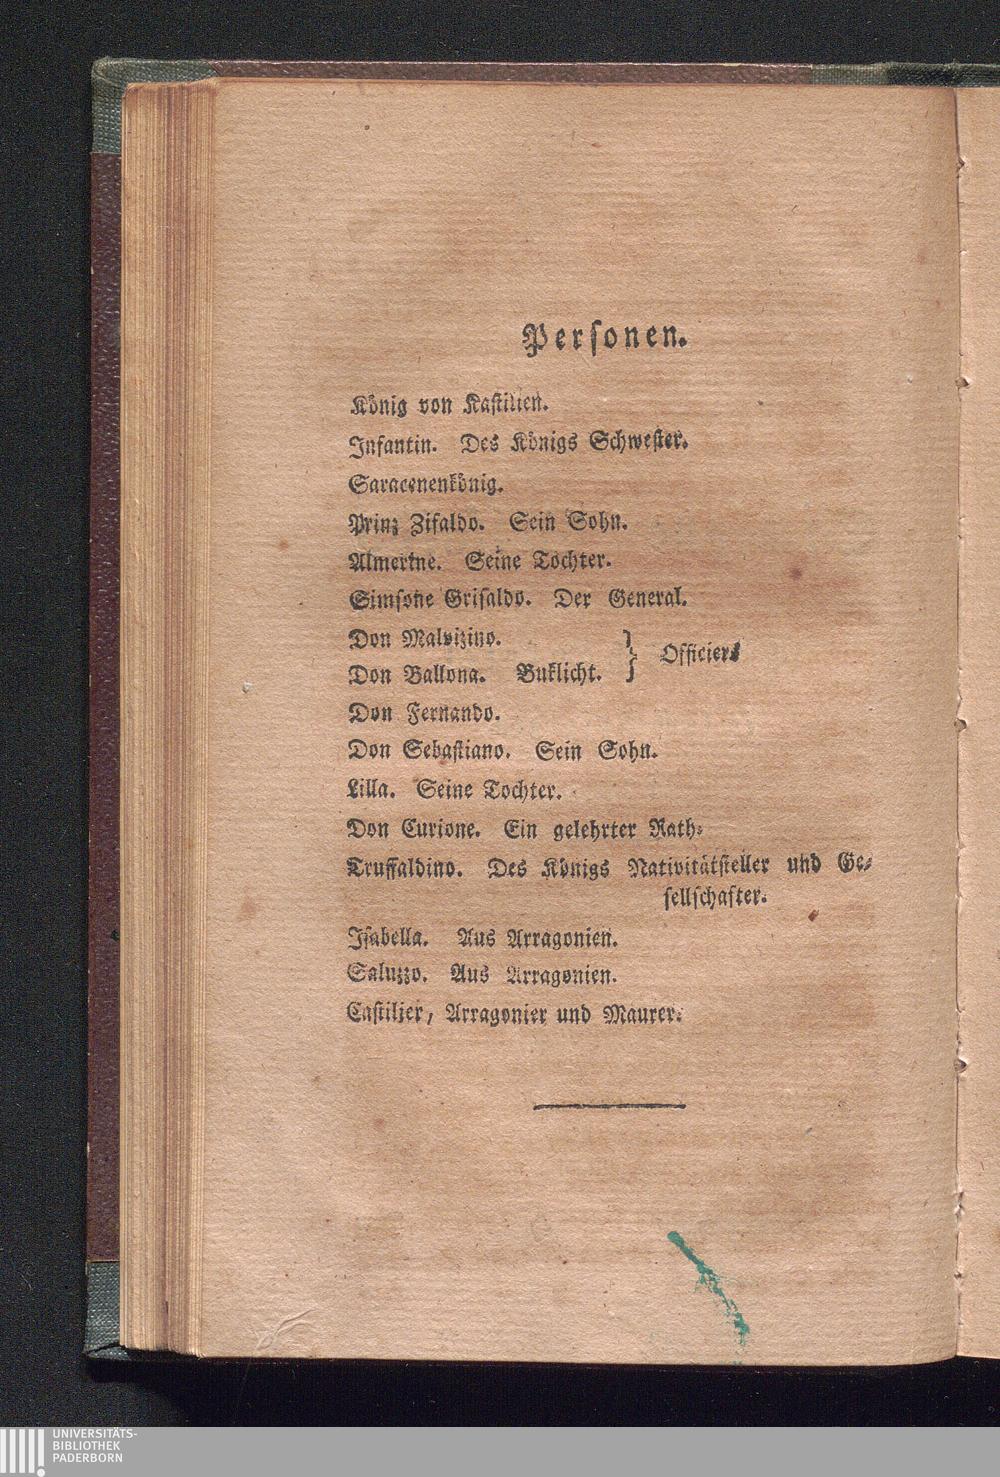 Personen.
König von Kastilien.
Infantin. Des Königs Schwester.
Saracenenkönig.
Prinz Zifaldo. Sein Sohn.
Almerine. Seine Tochter.
Simsone Grisaldo. Der General.
Don Malvizino.
Don Ballona. Buklicht. } Officiers
Don Fernando.
Don Sebastiano. Sein Sohn.
Lilla. Seine Tochter.
Don Curione. Ein gelehrter Rath.
Truffaldino. Des Königs Nativitätsteller und Ge-
sellschafter.
Isabella. Aus Arragonien.
Saluzzo. Aus Arragonien.
Castilier, Arragonier und Maurer.
UNIVERSITÄTS-
BIBLIOTHEK
PADERBORN